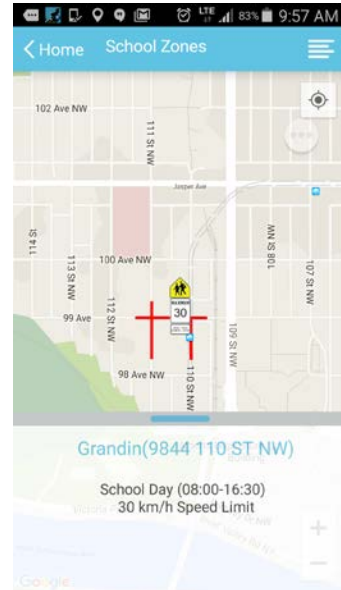 LTE 83% 9:57 AM
Home School Zones
102 Ave NW
111 St NW
Jasper Ave
114 St
113 St NW
112 St NW
100 Ave NW
108 St NW
107 St NW
30
99 Ave
109 St NW
98 Ave NW
110 St NW
Grandin(9844 110 ST NW)
School Day (08:00-16:30)
30 km/h Speed Limit
Google